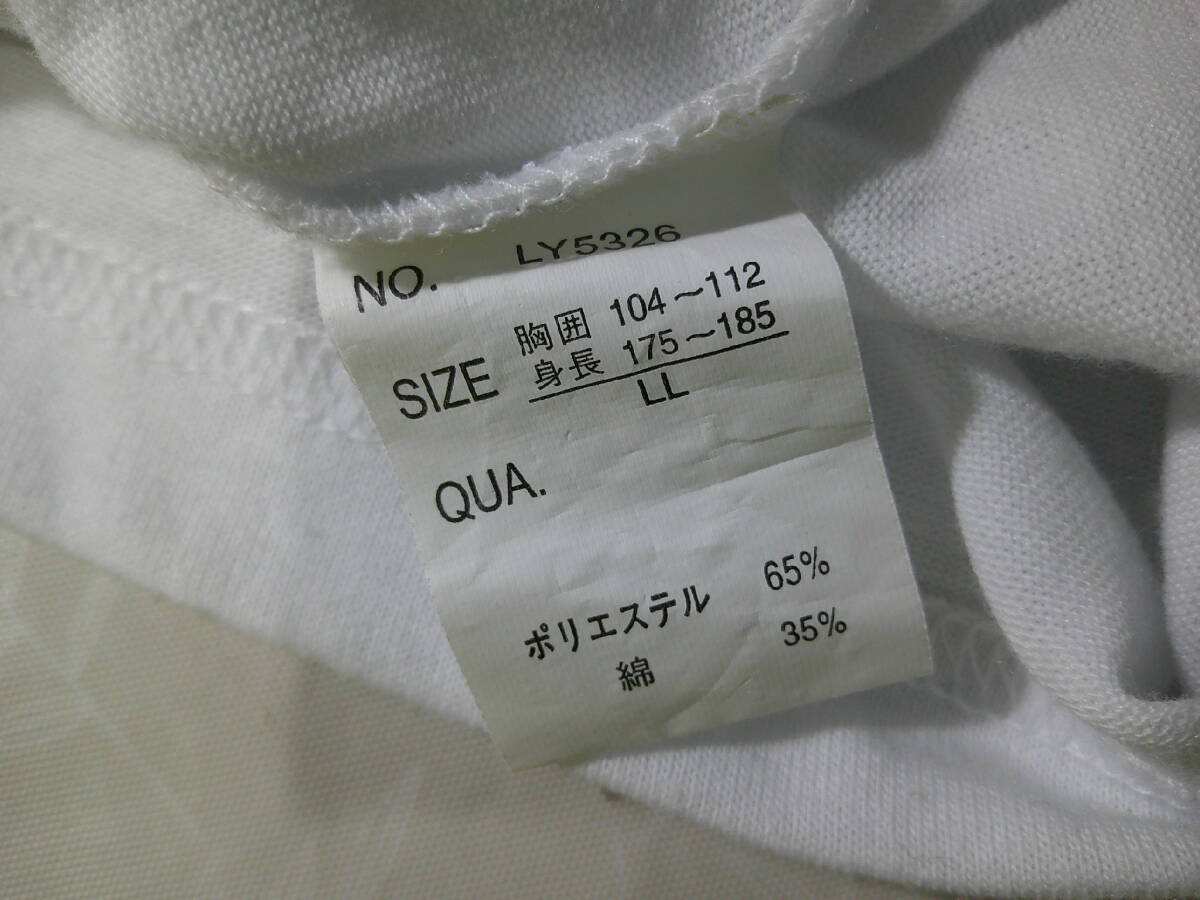 NO. LY5326
胸囲 104～112
SIZE 身長 175～185
LL
QUA.
ポリエステル 65%
綿 35%